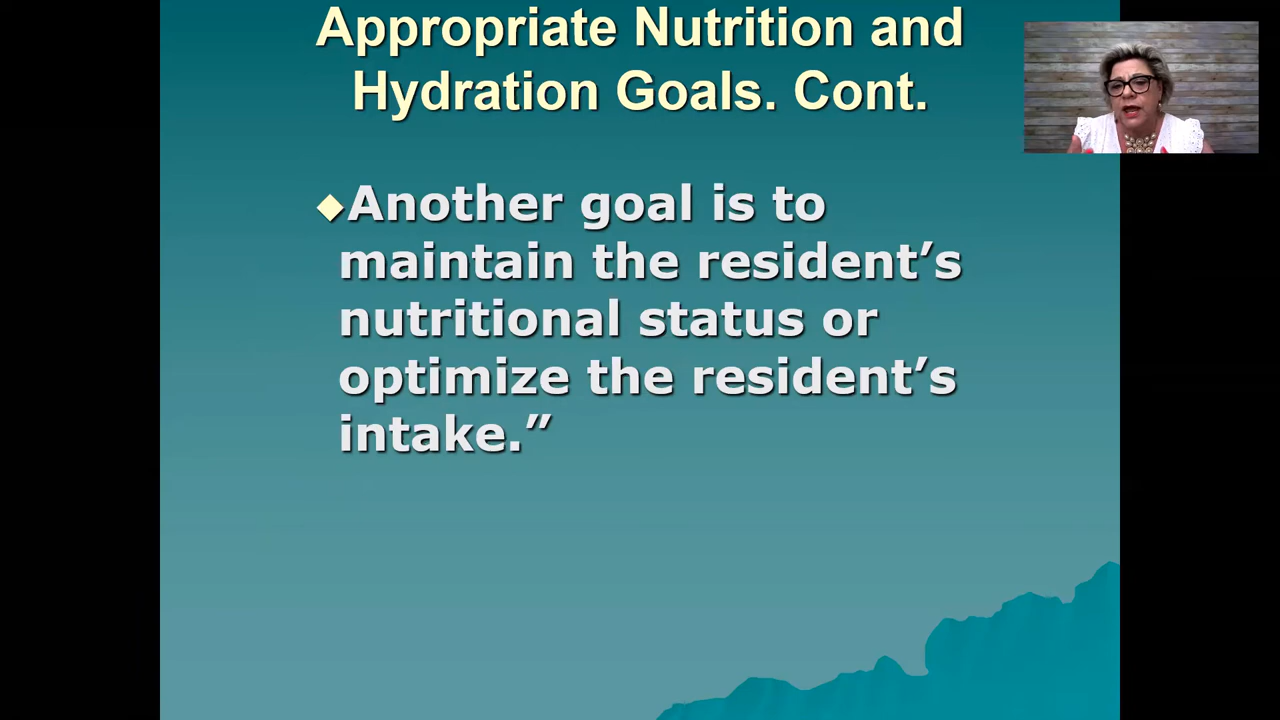 Appropriate Nutrition and
Hydration Goals. Cont.
Another goal is to
maintain the resident’s
nutritional status or
optimize the resident’s
intake.”